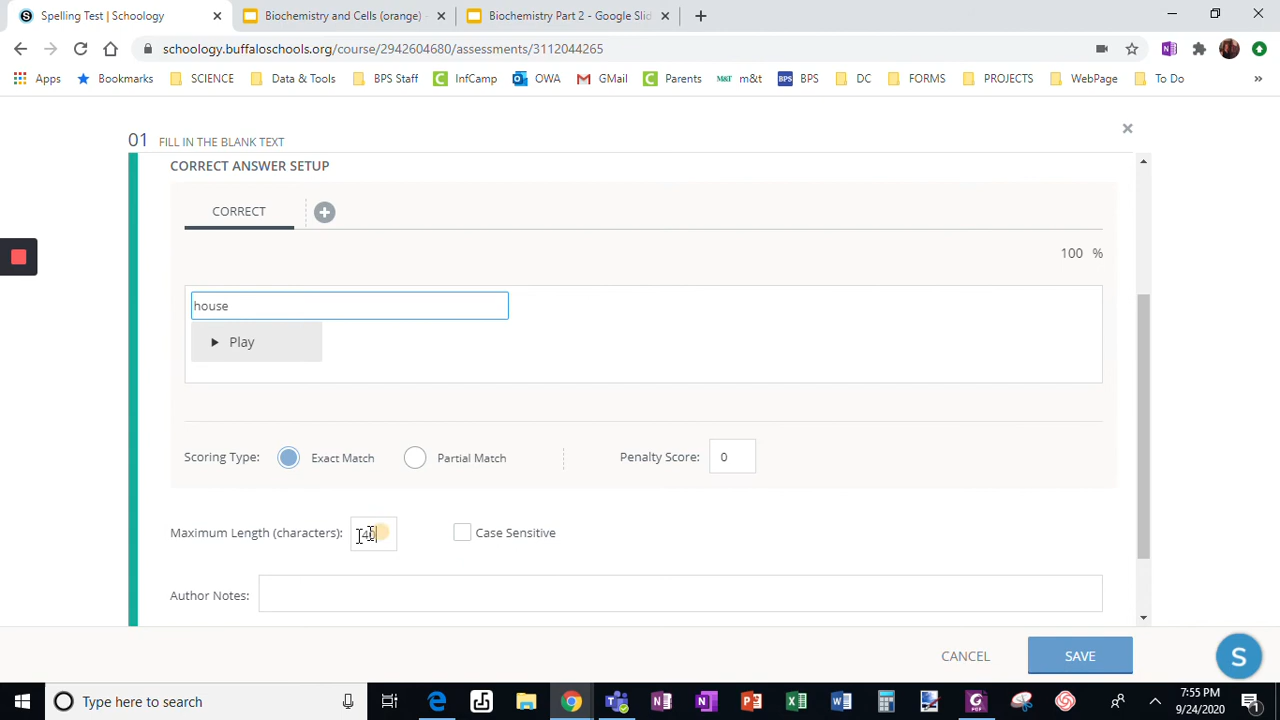 Spelling Test | Schoology
Biochemistry and Cells (orange) -
Biochemistry Part 2 - Google Slid
schoology.buffaloschools.org/course/2942604680/assessments/3112044265
Apps Bookmarks SCIENCE Data & Tools BPS Staff InfCamp OWA GMail Parents m&t BPS DC FORMS PROJECTS WebPage To Do »
01 FILL IN THE BLANK TEXT
CORRECT ANSWER SETUP
CORRECT
100 %
house
Play
Scoring Type: Exact Match Partial Match Penalty Score: 0
Maximum Length (characters): Case Sensitive
Author Notes:
CANCEL SAVE
S
Type here to search
7:55 PM
9/24/2020